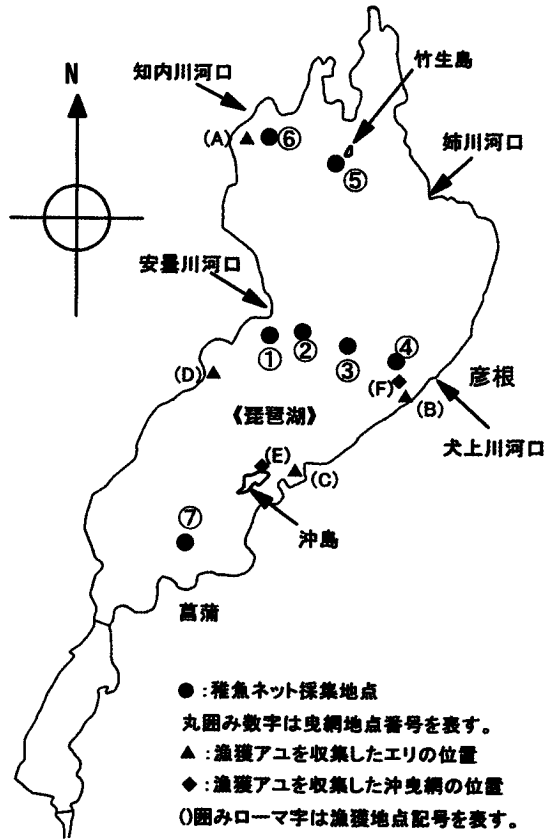 竹生島
知内川河口
N
(A)
⑥
姉川河口
⑤
安曇川河口
①
②
③
④
彦根
(D)
(F)
(B)
《琵琶湖》
犬上川河口
(E)
(C)
⑦
沖島
菖蒲
●:稚魚ネット採集地点
丸囲み数字は曳網地点番号を表す。
▲:漁獲アユを収集したエリの位置
◆:漁獲アユを収集した沖曳網の位置
()囲みローマ字は漁獲地点記号を表す。